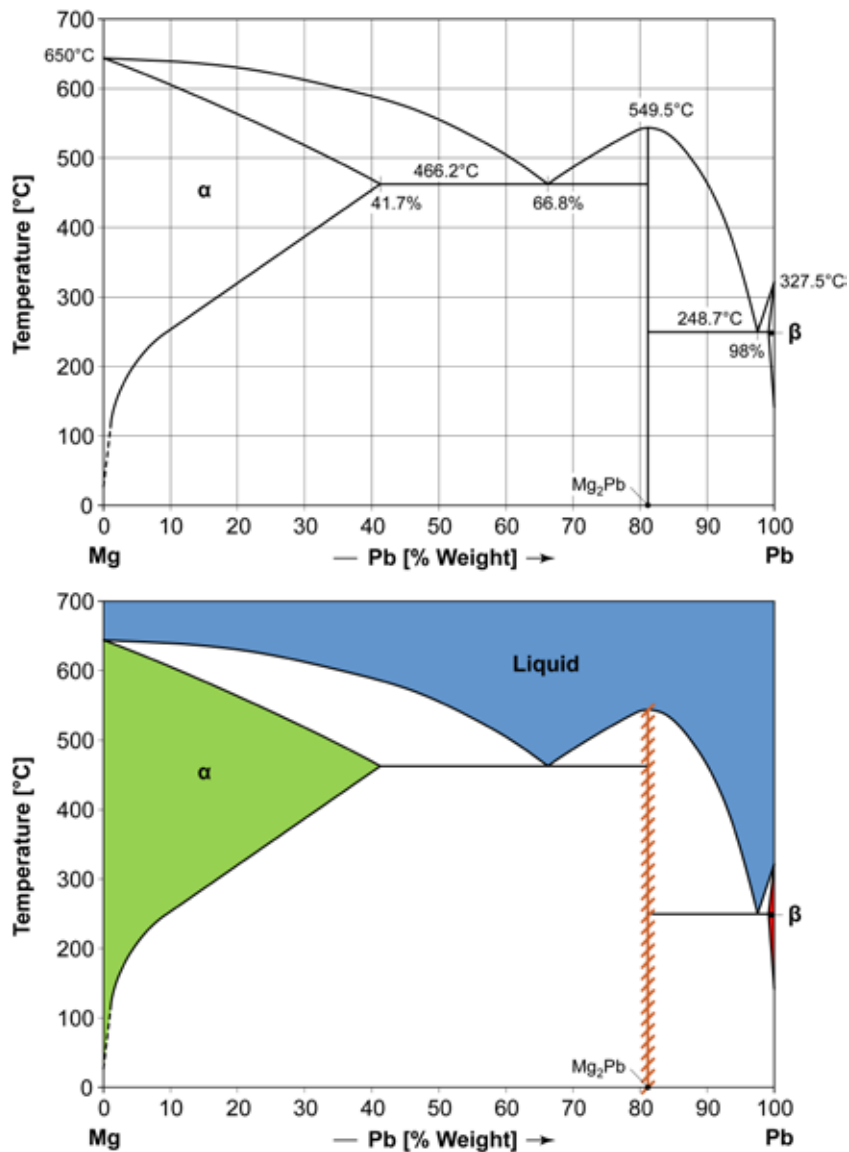 700
650°C
600
549.5°C
500
466.2°C
α
41.7%
66.8%
400
Temperature [°C]
300
327.5°C
248.7°C
β
98%
200
100
Mg₂Pb
0
0 10 20 30 40 50 60 70 80 90 100
Mg
— Pb [% Weight] →
Pb
700
Liquid
600
500
α
400
Temperature [°C]
300
β
200
100
Mg₂Pb
0
0 10 20 30 40 50 60 70 80 90 100
Mg
— Pb [% Weight] →
Pb